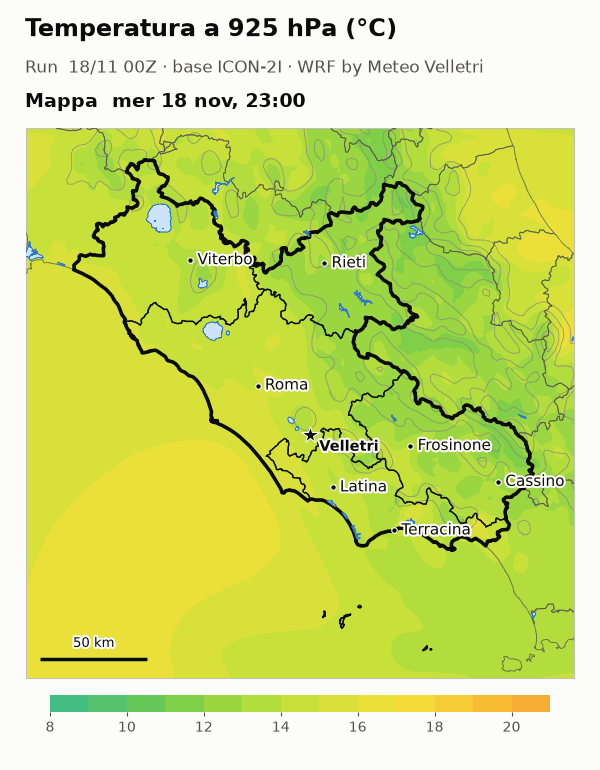 Temperatura a 925 hPa (°C)
Run  18/11 00Z · base ICON-2I · WRF by Meteo Velletri
Mappa  mer 18 nov, 23:00
Viterbo
Rieti
Roma
Velletri
Frosinone
Cassino
Latina
Terracina
50 km
8 10 12 14 16 18 20